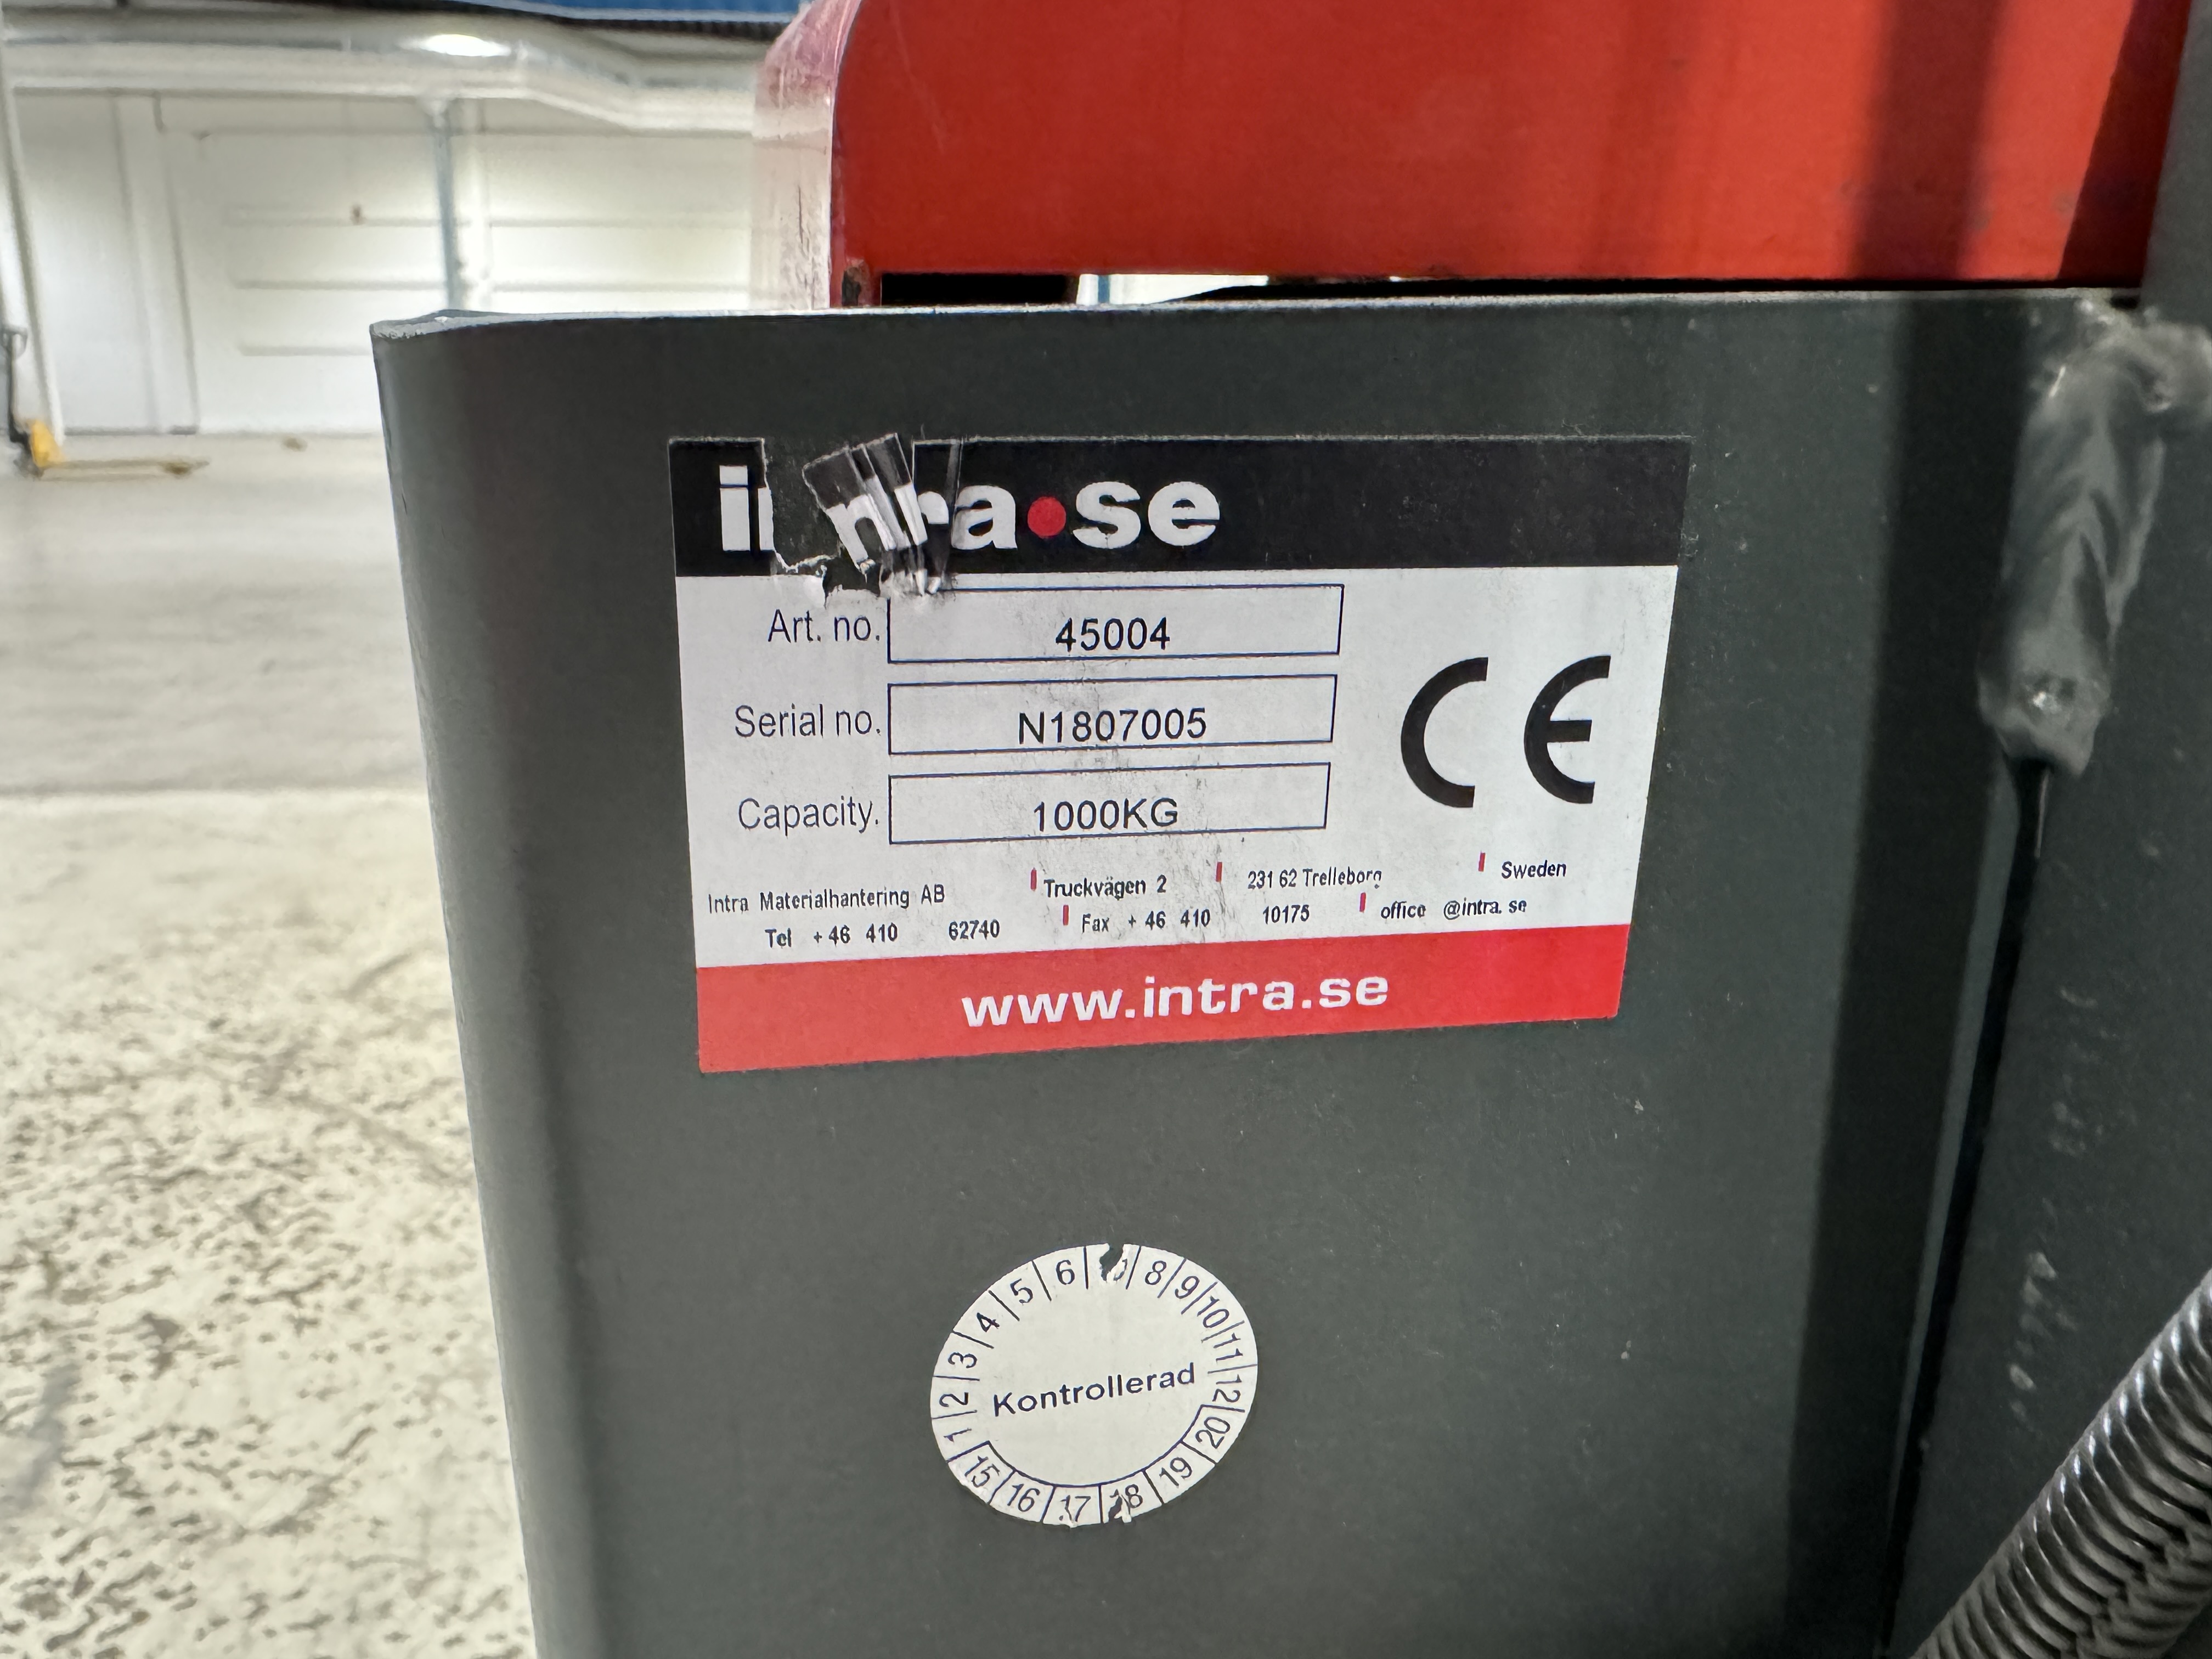 intra.se
Art. no. 45004
Serial no. N1807005
Capacity. 1000KG
CE
Intra Materialhantering AB Truckvägen 2 231 62 Trelleborg Sweden
Tel +46 410 62740 Fax +46 410 10175 office @intra. se
www.intra.se
1 2 3 4 5 6 8 9 10 11 12
Kontrollerad
15 16 17 18 19 20